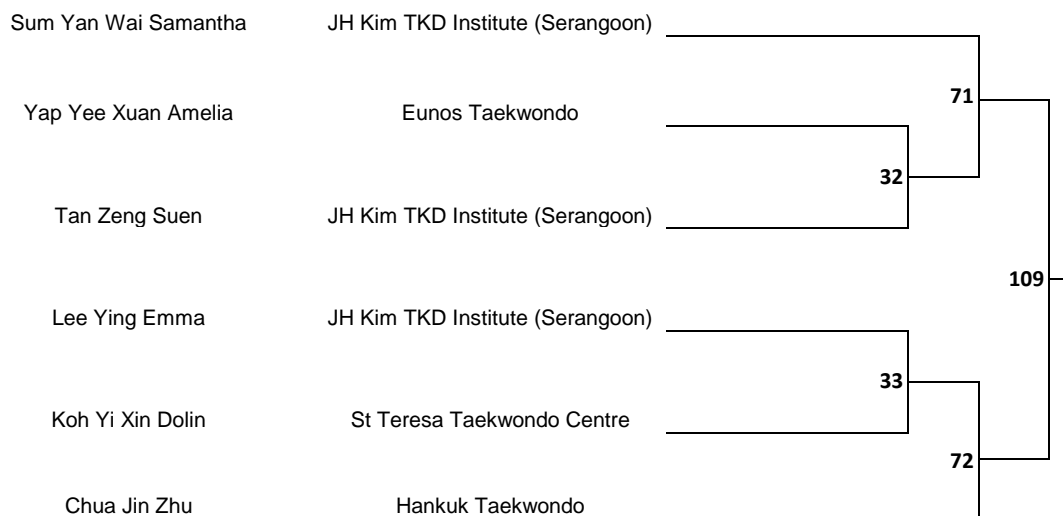 Sum Yan Wai Samantha JH Kim TKD Institute (Serangoon)
71
Yap Yee Xuan Amelia Eunos Taekwondo
32
Tan Zeng Suen JH Kim TKD Institute (Serangoon)
109
Lee Ying Emma JH Kim TKD Institute (Serangoon)
33
Koh Yi Xin Dolin St Teresa Taekwondo Centre
72
Chua Jin Zhu Hankuk Taekwondo